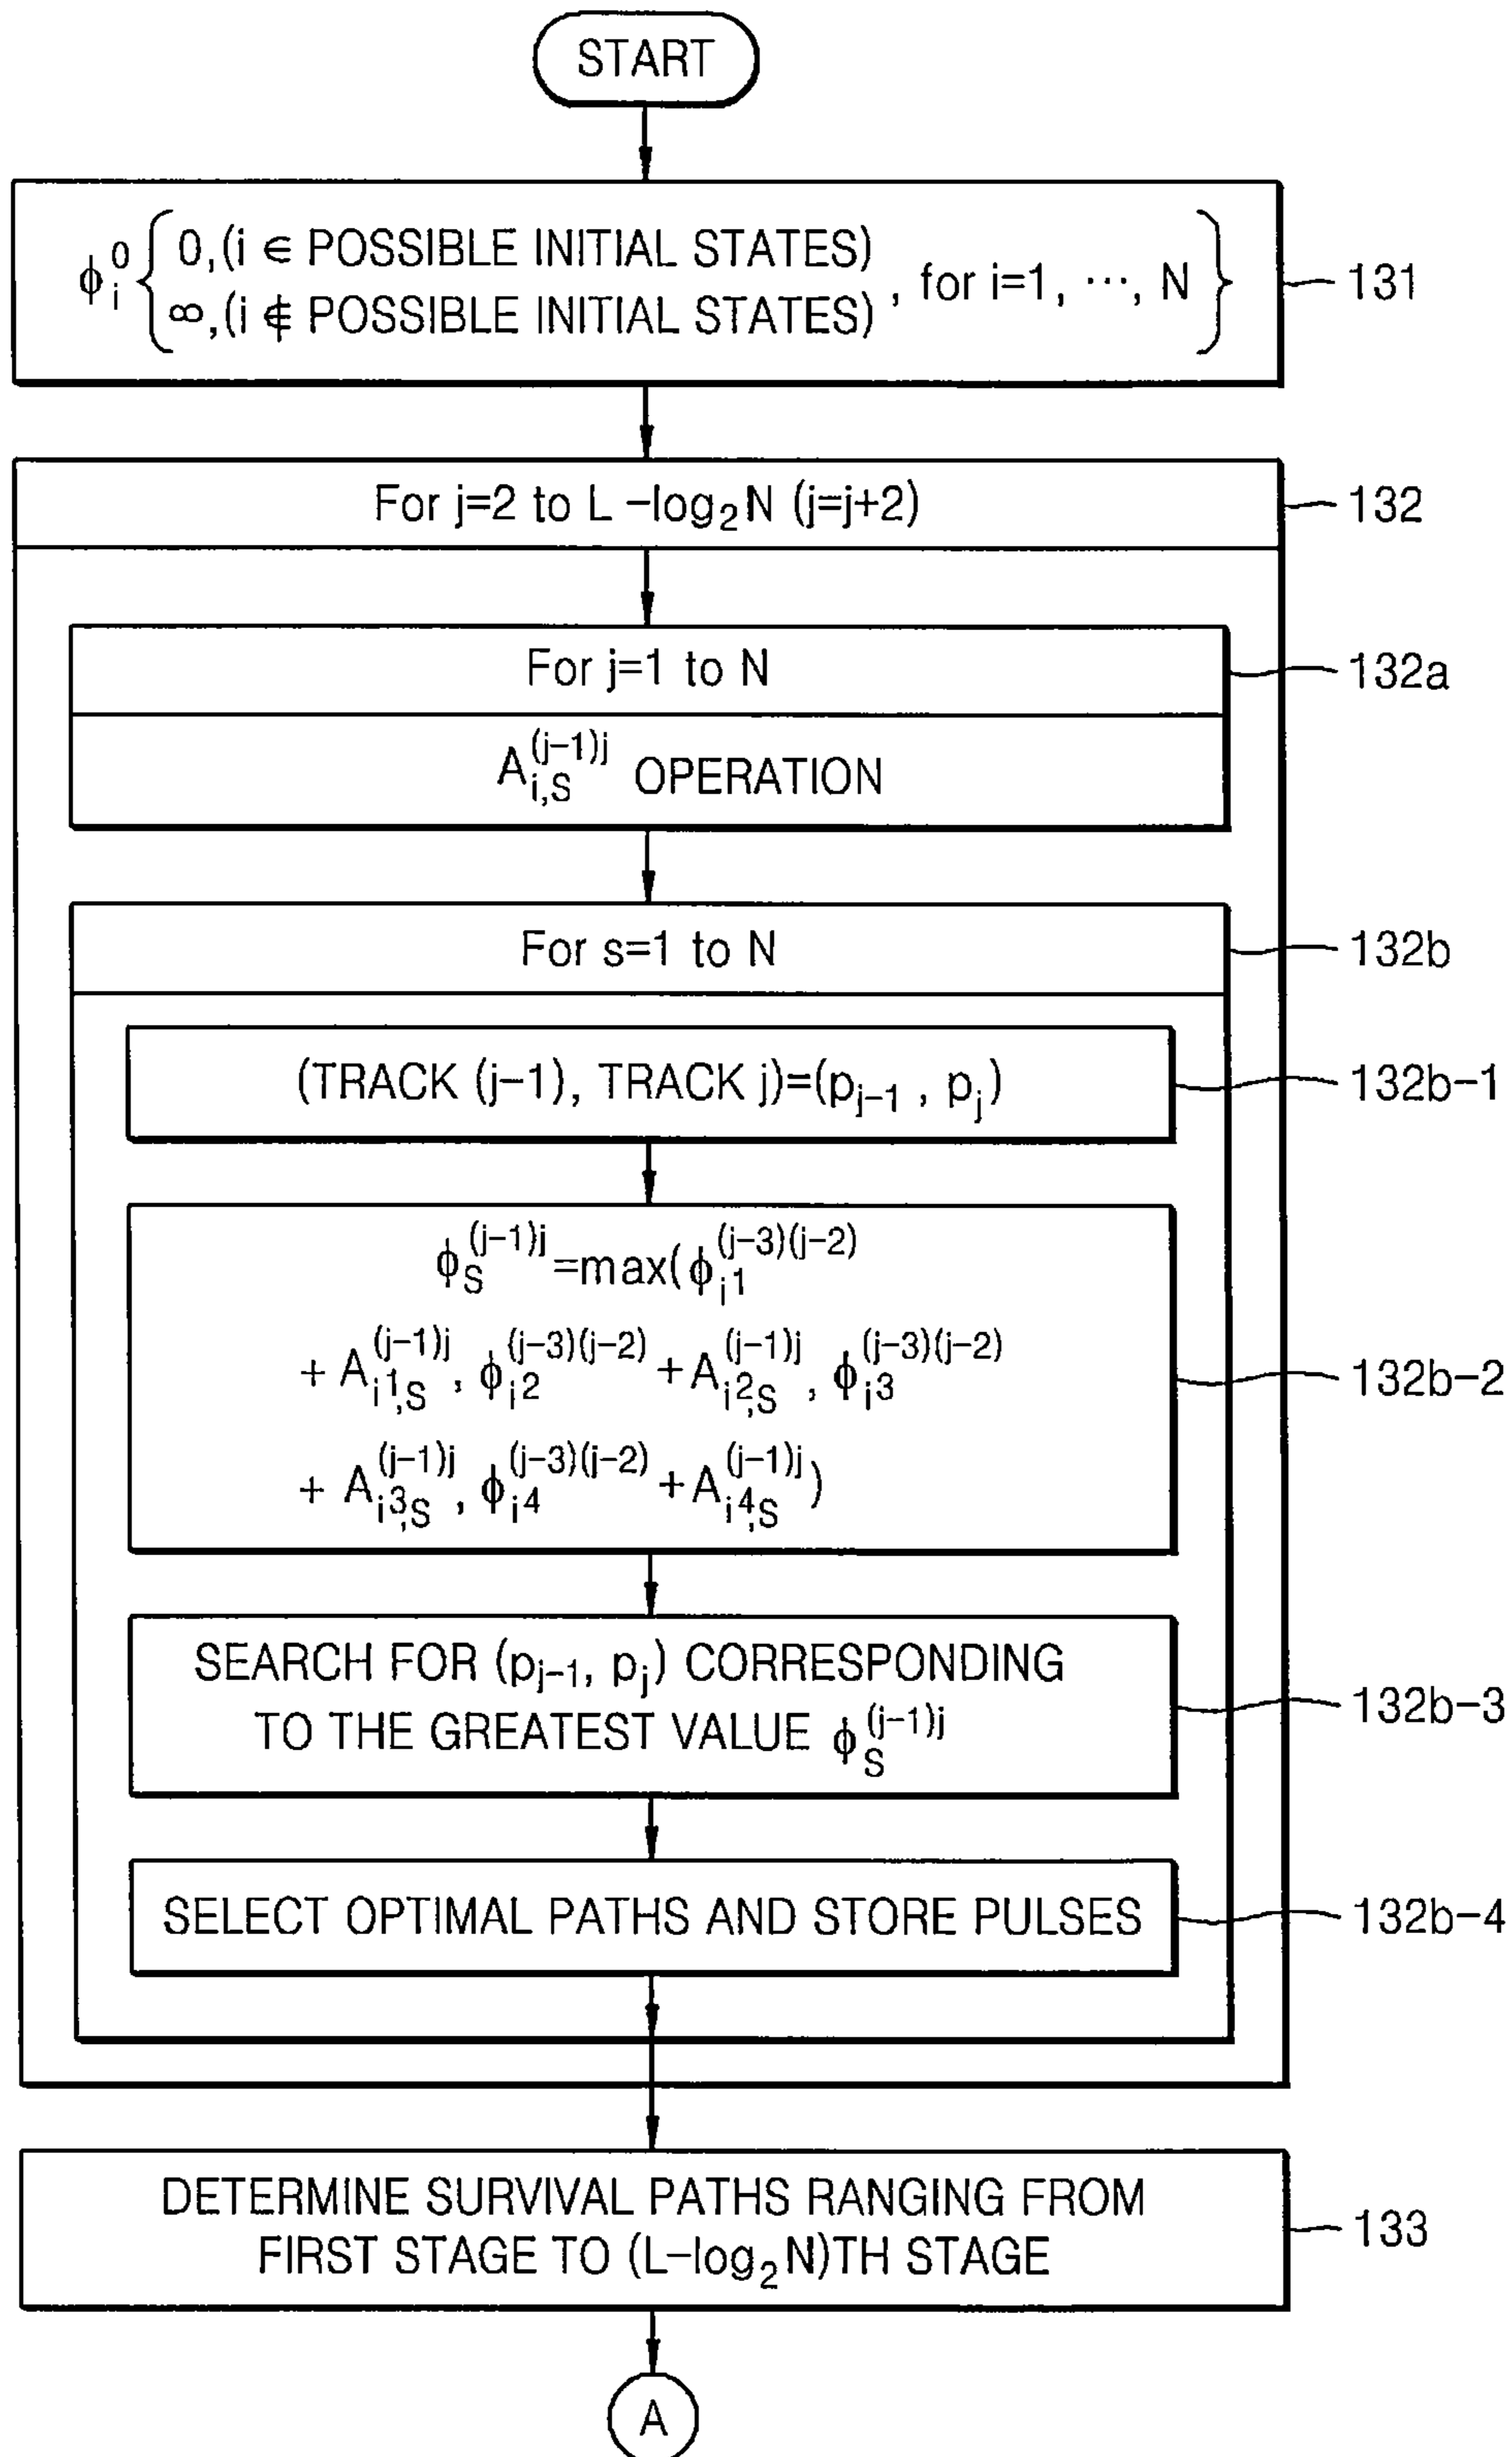 START
ϕ_i^0 { 0,(i ∈ POSSIBLE INITIAL STATES)
∞,(i ∉ POSSIBLE INITIAL STATES) , for i=1, ⋯, N }
131
For j=2 to L-log₂N (j=j+2)
132
For j=1 to N
132a
A_{i,S}^{(j-1)j} OPERATION
For s=1 to N
132b
(TRACK (j-1), TRACK j)=(p_{j-1} , p_j)
132b-1
ϕ_S^{(j-1)j}=max(ϕ_{i1}^{(j-3)(j-2)}
+ A_{i1,S}^{(j-1)j}, ϕ_{i2}^{(j-3)(j-2)}+A_{i2,S}^{(j-1)j}, ϕ_{i3}^{(j-3)(j-2)}
132b-2
+ A_{i3,S}^{(j-1)j}, ϕ_{i4}^{(j-3)(j-2)}+A_{i4,S}^{(j-1)j})
SEARCH FOR (p_{j-1}, p_j) CORRESPONDING
TO THE GREATEST VALUE ϕ_S^{(j-1)j}
132b-3
SELECT OPTIMAL PATHS AND STORE PULSES
132b-4
DETERMINE SURVIVAL PATHS RANGING FROM
FIRST STAGE TO (L-log₂N)TH STAGE
133
A